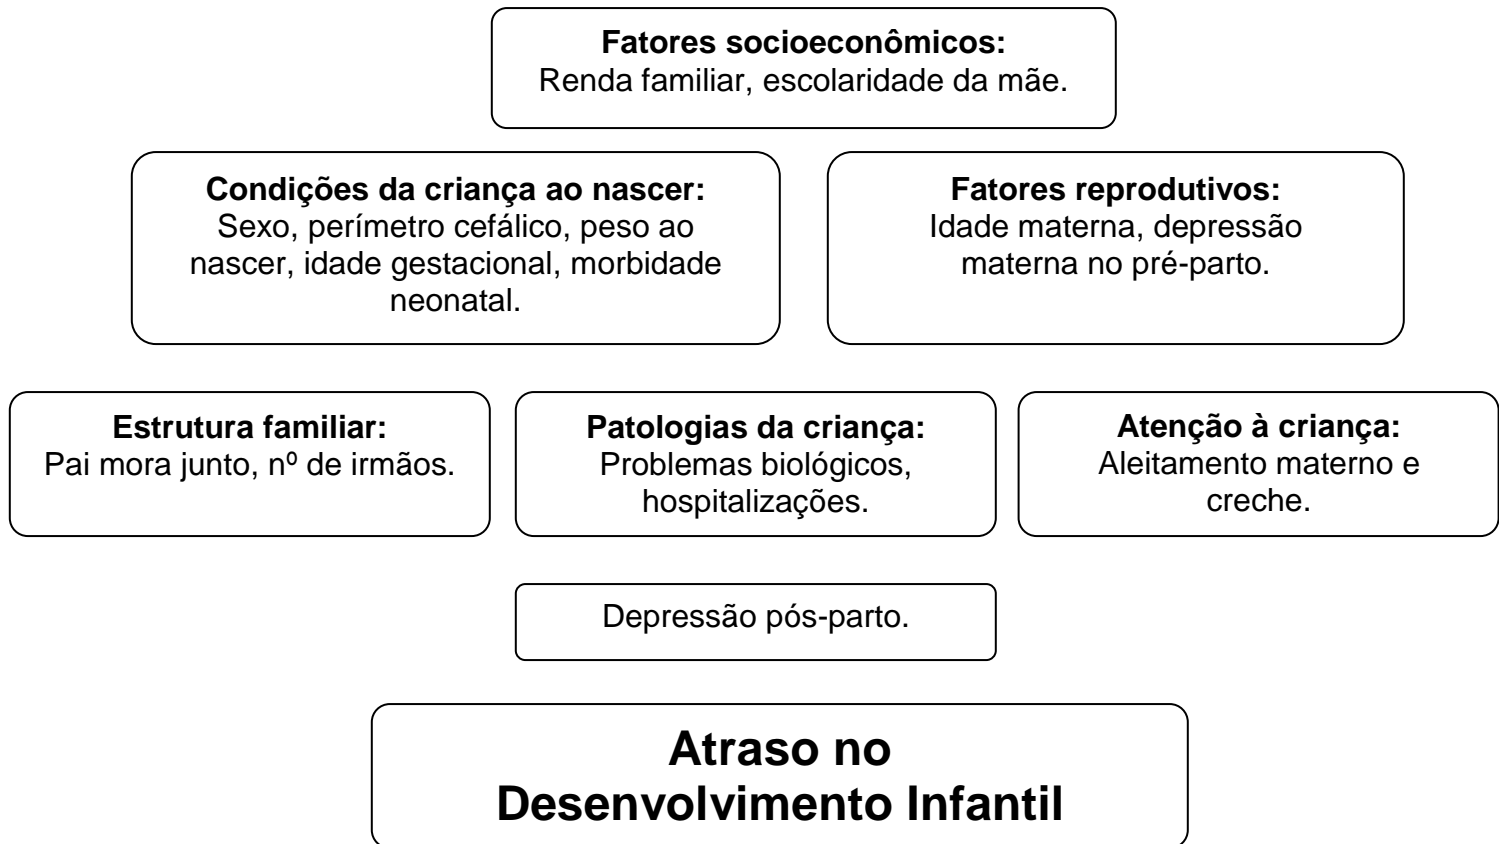 Fatores socioeconômicos:
Renda familiar, escolaridade da mãe.
Condições da criança ao nascer:
Sexo, perímetro cefálico, peso ao
nascer, idade gestacional, morbidade
neonatal.
Fatores reprodutivos:
Idade materna, depressão
materna no pré-parto.
Estrutura familiar:
Pai mora junto, nº de irmãos.
Patologias da criança:
Problemas biológicos,
hospitalizações.
Atenção à criança:
Aleitamento materno e
creche.
Depressão pós-parto.
Atraso no
Desenvolvimento Infantil